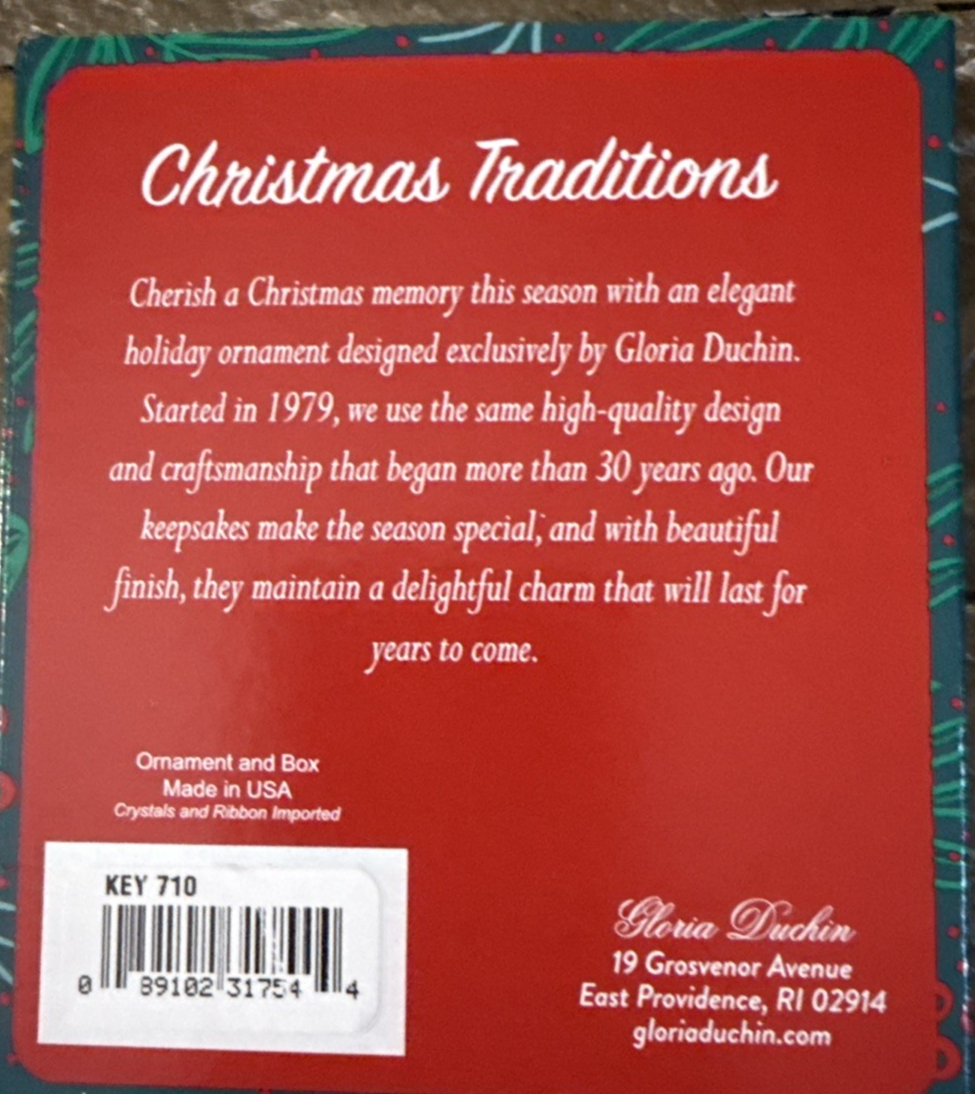 Christmas Traditions
Cherish a Christmas memory this season with an elegant
holiday ornament designed exclusively by Gloria Duchin.
Started in 1979, we use the same high-quality design
and craftsmanship that began more than 30 years ago. Our
keepsakes make the season special, and with beautiful
finish, they maintain a delightful charm that will last for
years to come.
Ornament and Box
Made in USA
Crystals and Ribbon Imported
KEY 710
0 89102 31754 4
Gloria Duchin
19 Grosvenor Avenue
East Providence, RI 02914
gloriaduchin.com